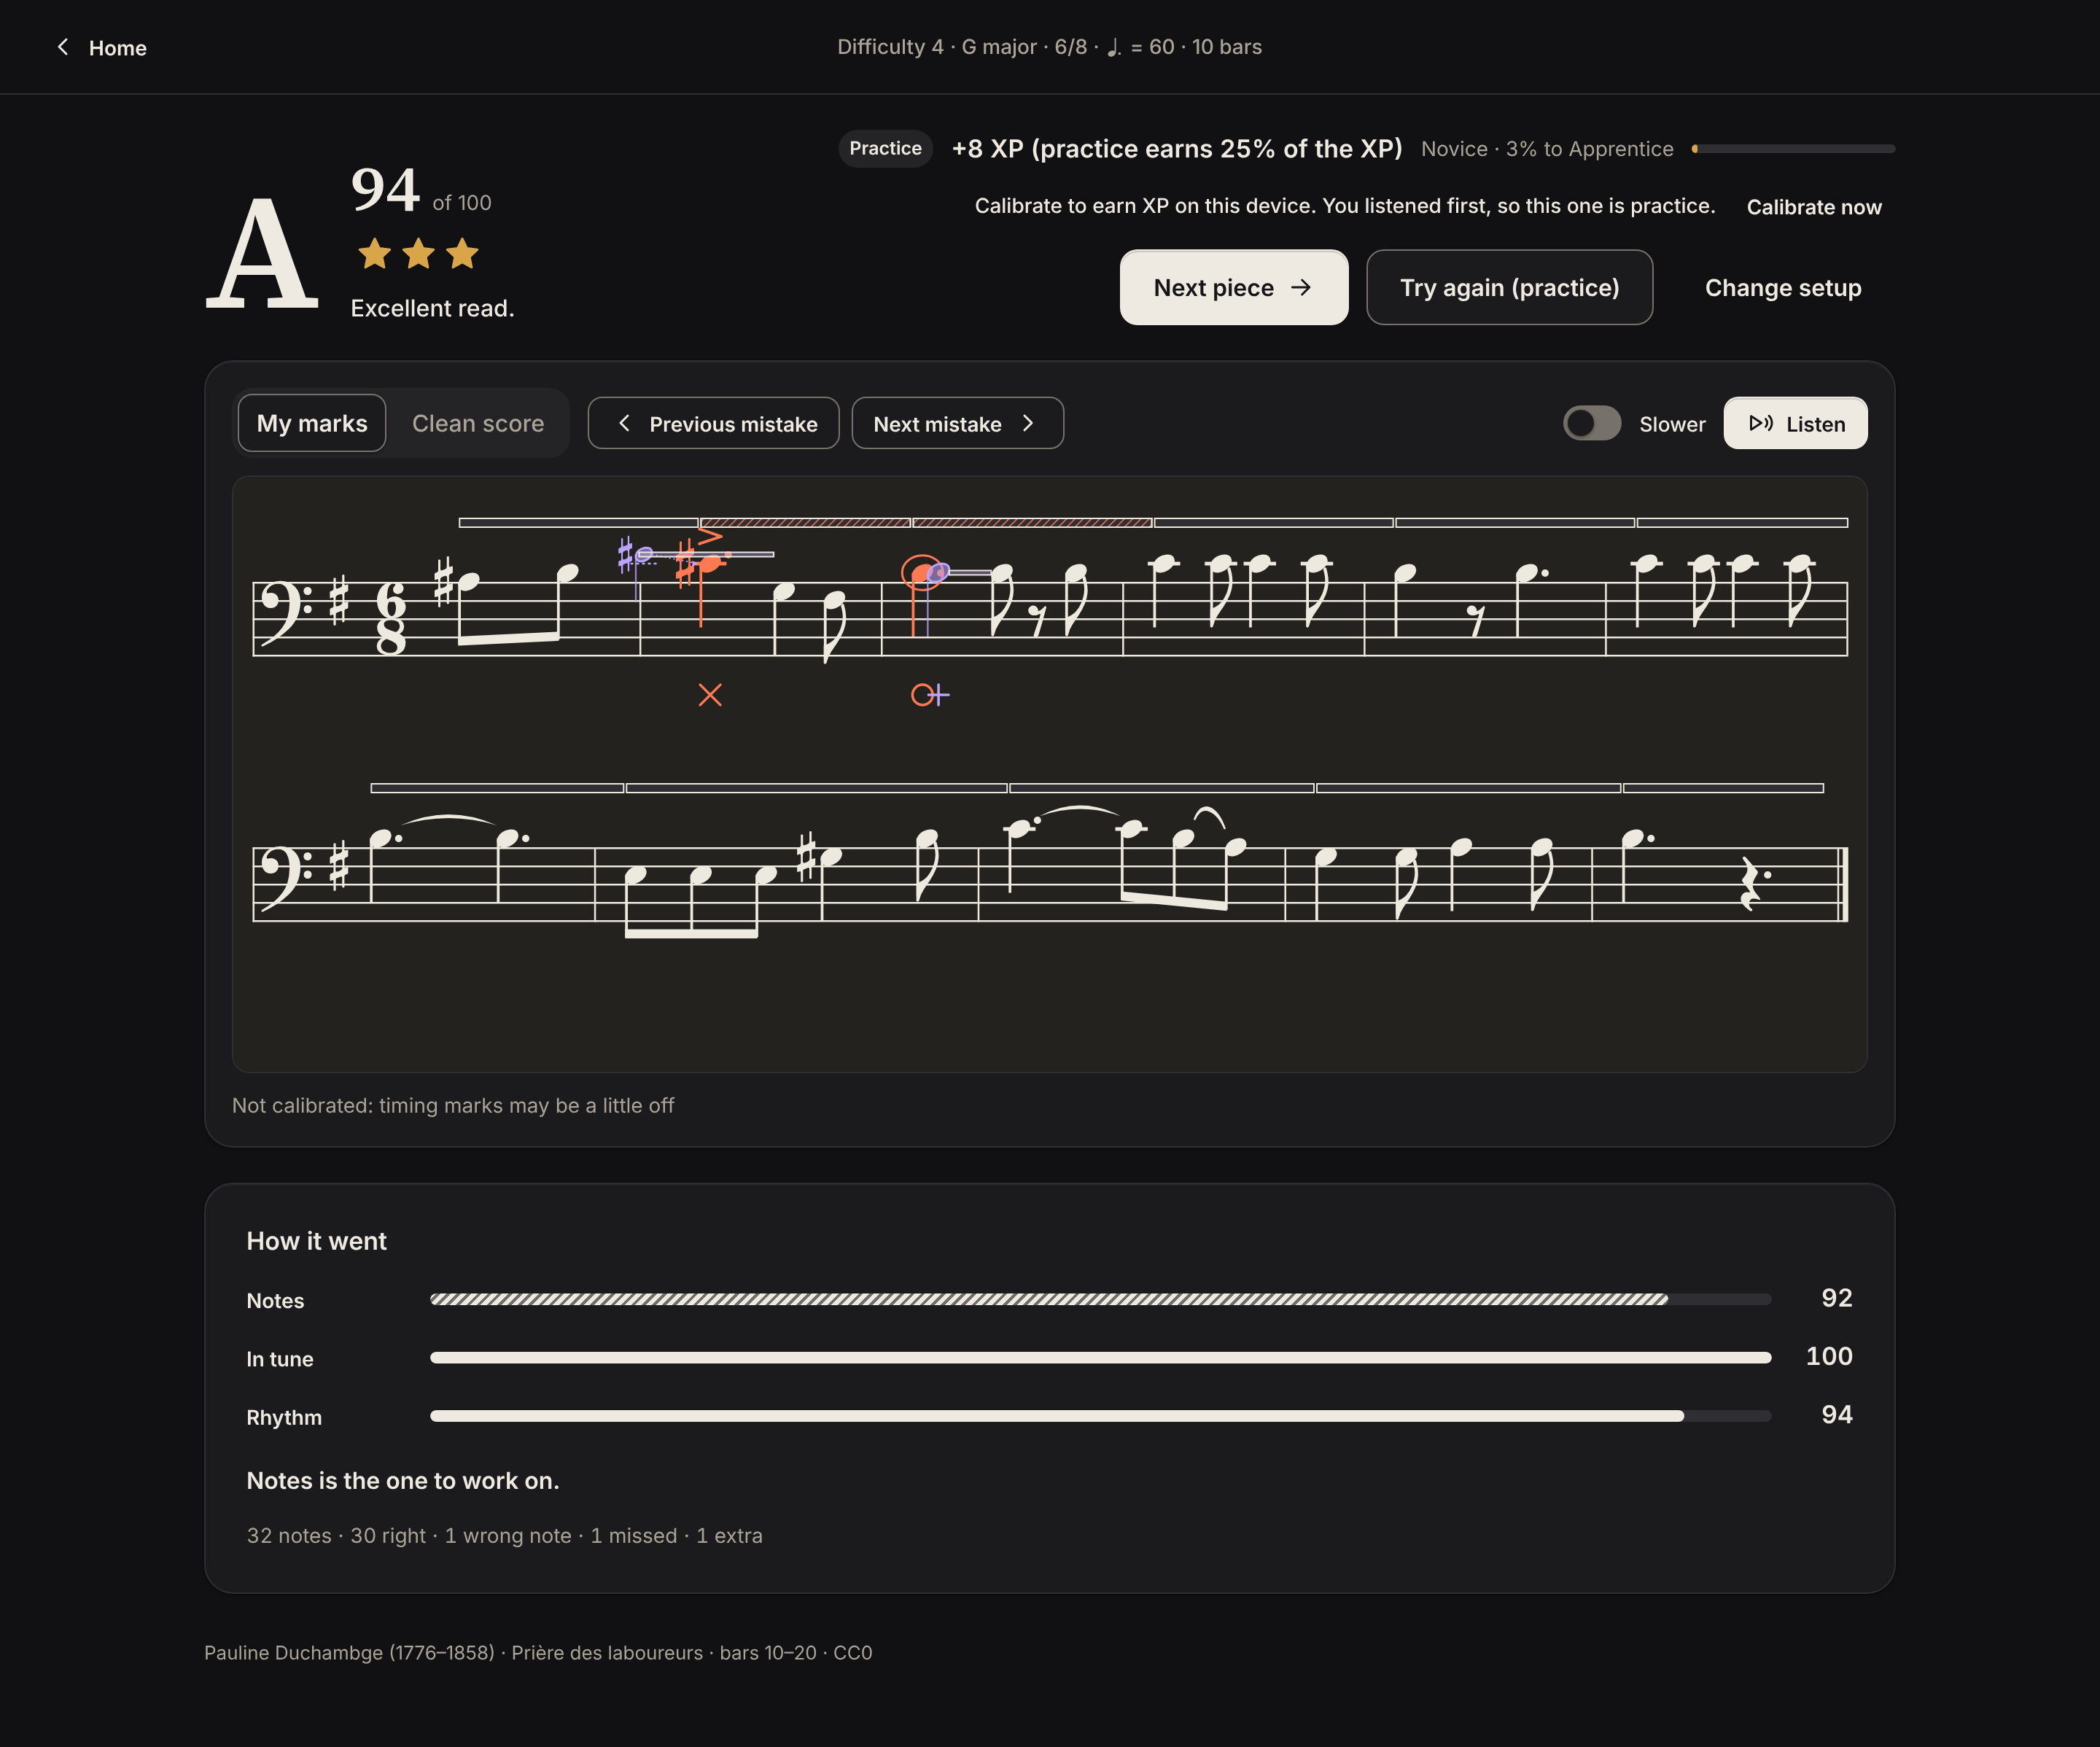 Home
Difficulty 4 · G major · 6/8 · ♩. = 60 · 10 bars
Practice
+8 XP (practice earns 25% of the XP)
Novice · 3% to Apprentice
Calibrate to earn XP on this device. You listened first, so this one is practice.
Calibrate now
A
94 of 100
Excellent read.
Next piece
Try again (practice)
Change setup
My marks
Clean score
Previous mistake
Next mistake
Slower
Listen
6
8
Not calibrated: timing marks may be a little off
How it went
Notes 92
In tune 100
Rhythm 94
Notes is the one to work on.
32 notes · 30 right · 1 wrong note · 1 missed · 1 extra
Pauline Duchambge (1776–1858) · Prière des laboureurs · bars 10–20 · CC0